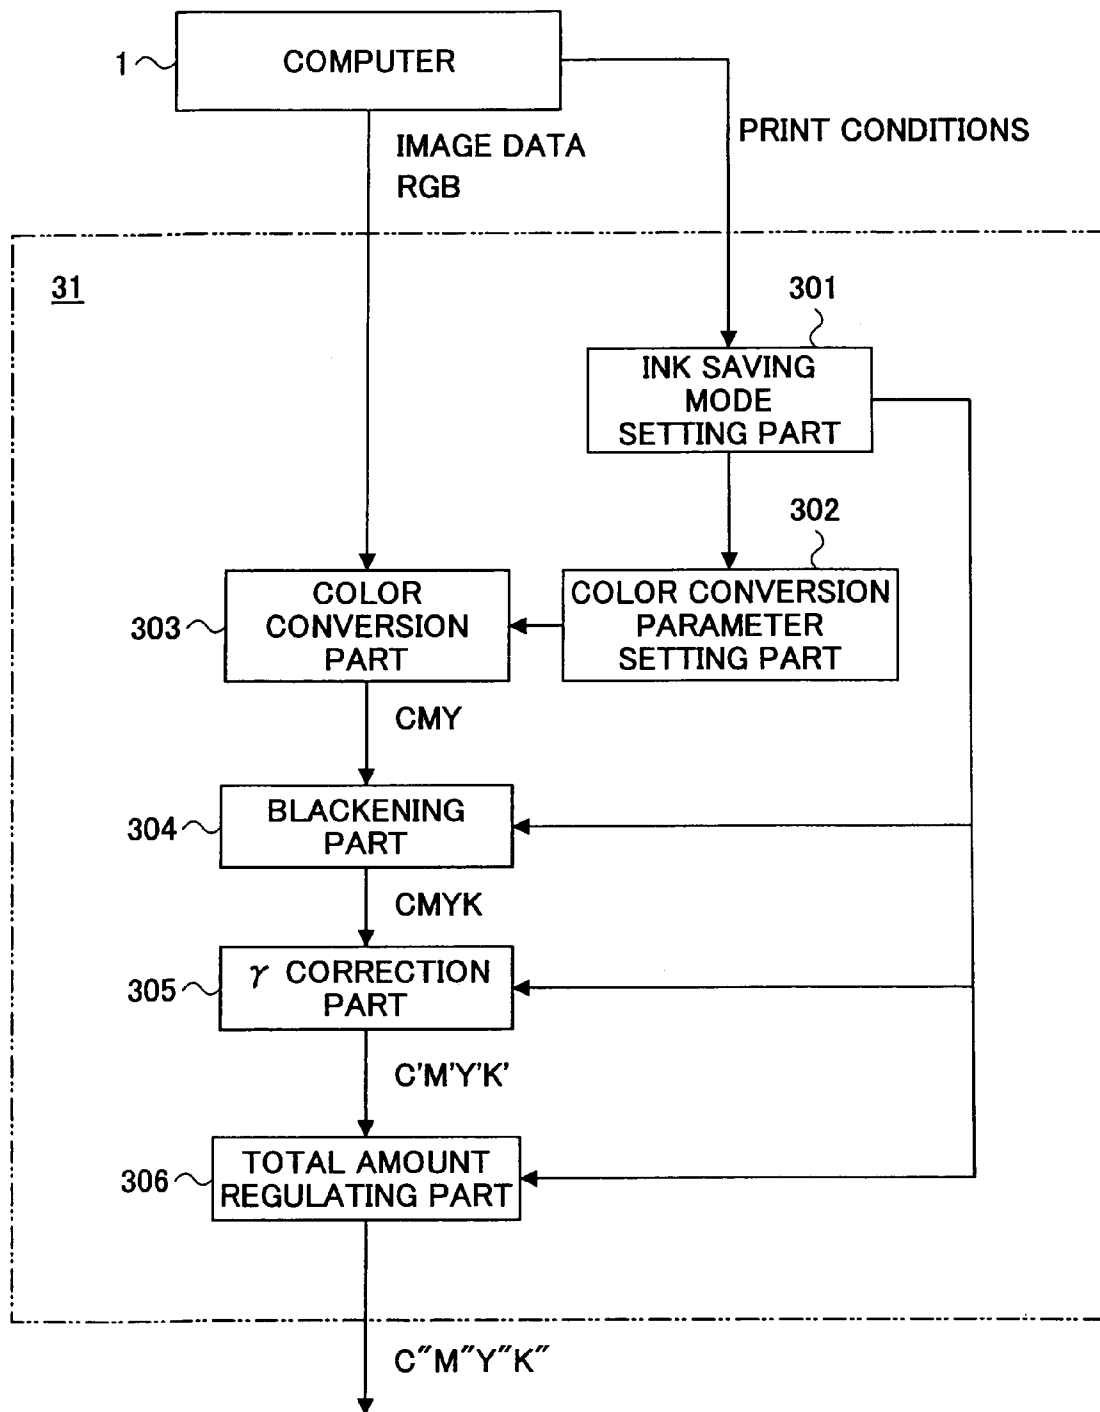 1
COMPUTER
IMAGE DATA
RGB
PRINT CONDITIONS
31
301
INK SAVING
MODE
SETTING PART
302
COLOR CONVERSION
PARAMETER
SETTING PART
303
COLOR
CONVERSION
PART
CMY
304
BLACKENING
PART
CMYK
305
γ CORRECTION
PART
C'M'Y'K'
306
TOTAL AMOUNT
REGULATING PART
C"M"Y"K"